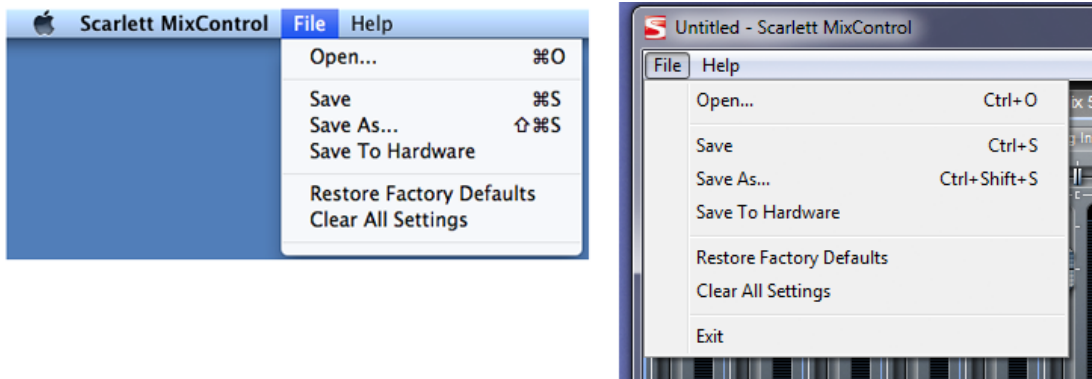 Scarlett MixControl File Help
Open... ⌘O
Save ⌘S
Save As... ⇧⌘S
Save To Hardware
Restore Factory Defaults
Clear All Settings
Untitled - Scarlett MixControl
File Help
Open... Ctrl+O
Save Ctrl+S
Save As... Ctrl+Shift+S
Save To Hardware
Restore Factory Defaults
Clear All Settings
Exit